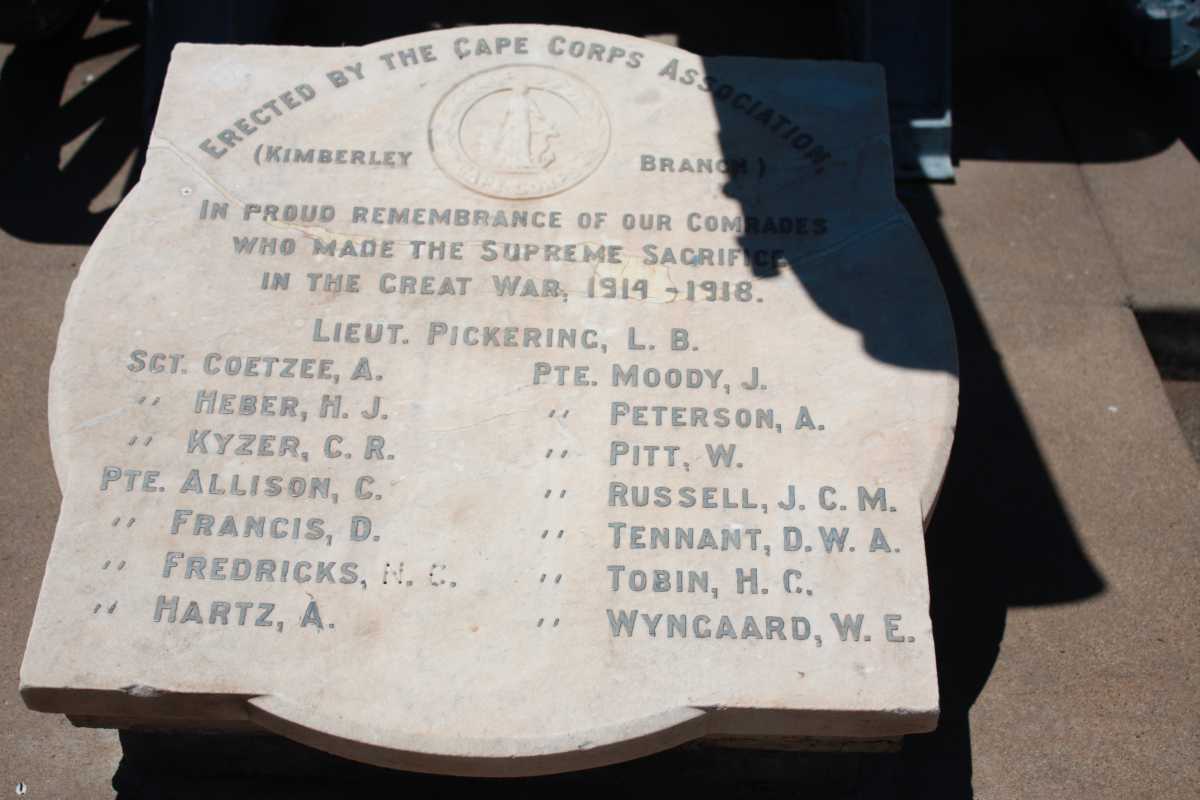 ERECTED BY THE CAPE CORPS ASSOCIATION,
(KIMBERLEY BRANCH)
CAPE CORPS
IN PROUD REMEMBRANCE OF OUR COMRADES
WHO MADE THE SUPREME SACRIFICE
IN THE GREAT WAR, 1914-1918.
LIEUT. PICKERING, L. B.
SGT. COETZEE, A.
" HEBER, H. J.
" KYZER, C. R.
PTE. ALLISON, C.
" FRANCIS, D.
" FREDRICKS, N. C.
" HARTZ, A.
PTE. MOODY, J.
" PETERSON, A.
" PITT, W.
" RUSSELL, J. C. M.
" TENNANT, D. W. A.
" TOBIN, H. C.
" WYNGAARD, W. E.